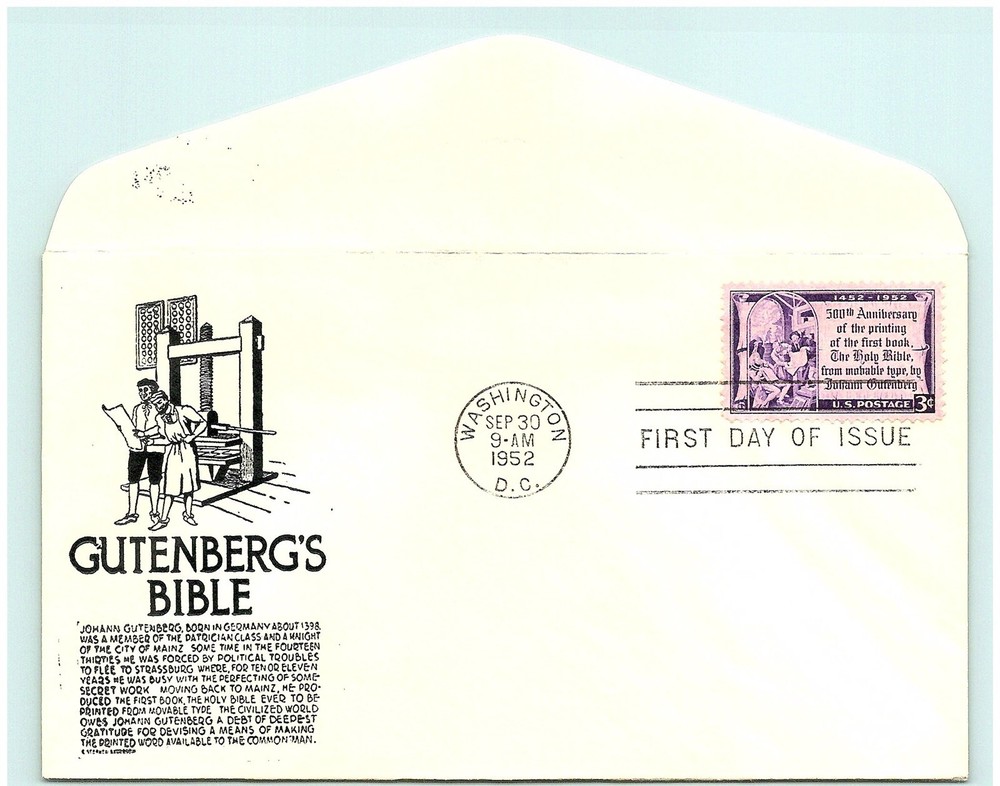 1452-1952
500th Anniversary
of the printing
of the first book,
The Holy Bible,
from movable type, by
Johann Gutenberg
U.S. POSTAGE 3¢
WASHINGTON
SEP 30
9-AM
1952
D.C.
FIRST DAY OF ISSUE
GUTENBERG'S
BIBLE
JOHANN GUTENBERG, BORN IN GERMANY ABOUT 1398.
WAS A MEMBER OF THE PATRICIAN CLASS AND A KNIGHT
OF THE CITY OF MAINZ SOME TIME IN THE FOURTEEN
THIRTIES HE WAS FORCED BY POLITICAL TROUBLES
TO FLEE TO STRASSBURG WHERE, FOR TEN OR ELEVEN
YEARS HE WAS BUSY WITH THE PERFECTING OF SOME-
SECRET WORK MOVING BACK TO MAINZ, HE PRO-
DUCED THE FIRST BOOK, THE HOLY BIBLE EVER TO BE-
PRINTED FROM MOVABLE TYPE THE CIVILIZED WORLD
OWES JOHANN GUTENBERG A DEBT OF DEEPEST
GRATITUDE FOR DEVISING A MEANS OF MAKING
THE PRINTED WORD AVAILABLE TO THE COMMON MAN.